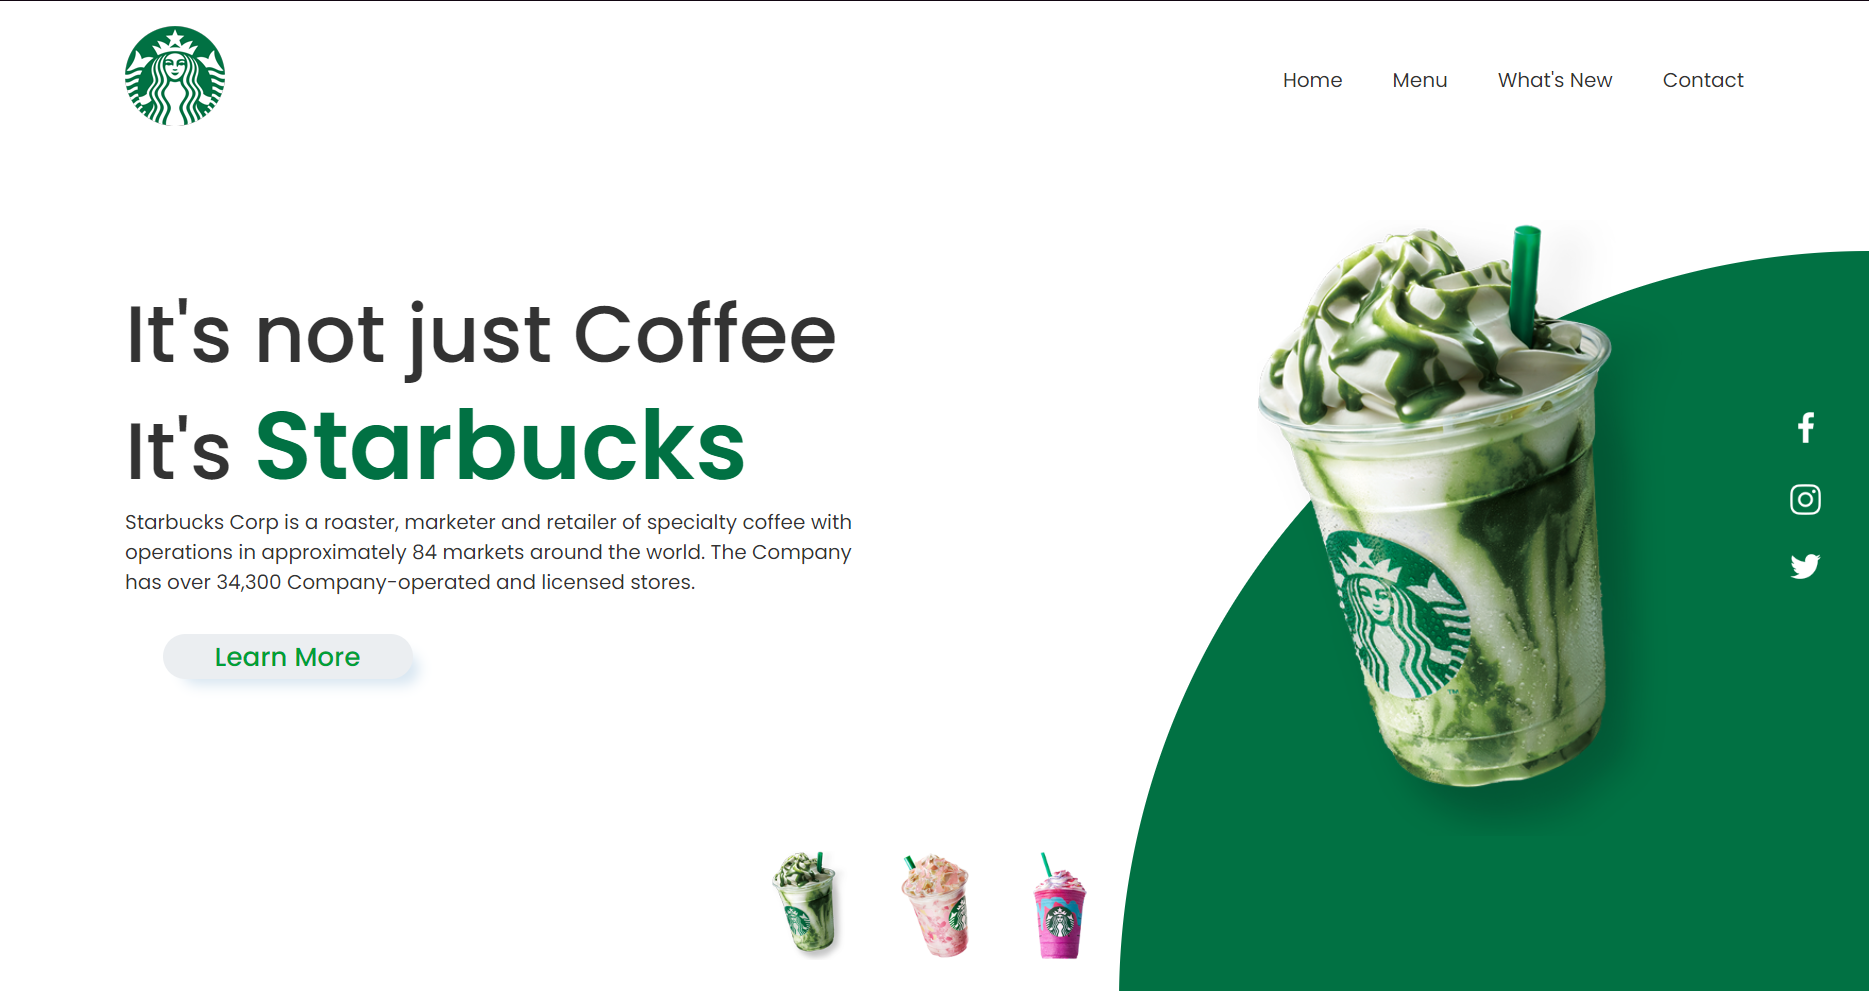 Home Menu What's New Contact
It's not just Coffee
It's Starbucks
Starbucks Corp is a roaster, marketer and retailer of specialty coffee with
operations in approximately 84 markets around the world. The Company
has over 34,300 Company-operated and licensed stores.
Learn More
TM